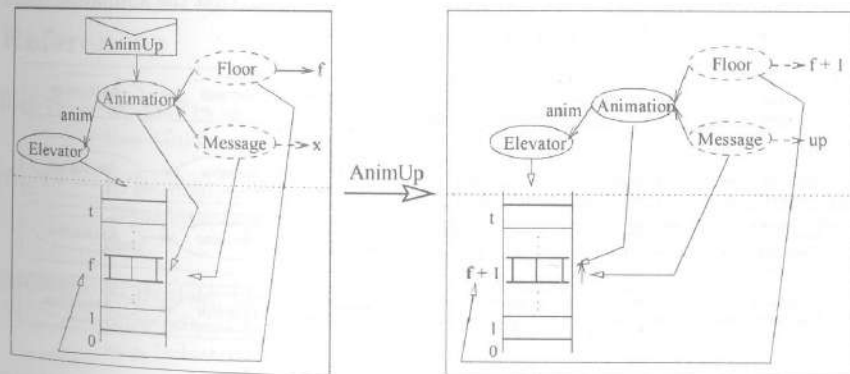 AnimUp
Floor
f
Animation
anim
Message
x
Elevator
t
f
1
0
AnimUp
Floor
f + 1
anim
Animation
Message
up
Elevator
t
f + 1
1
0